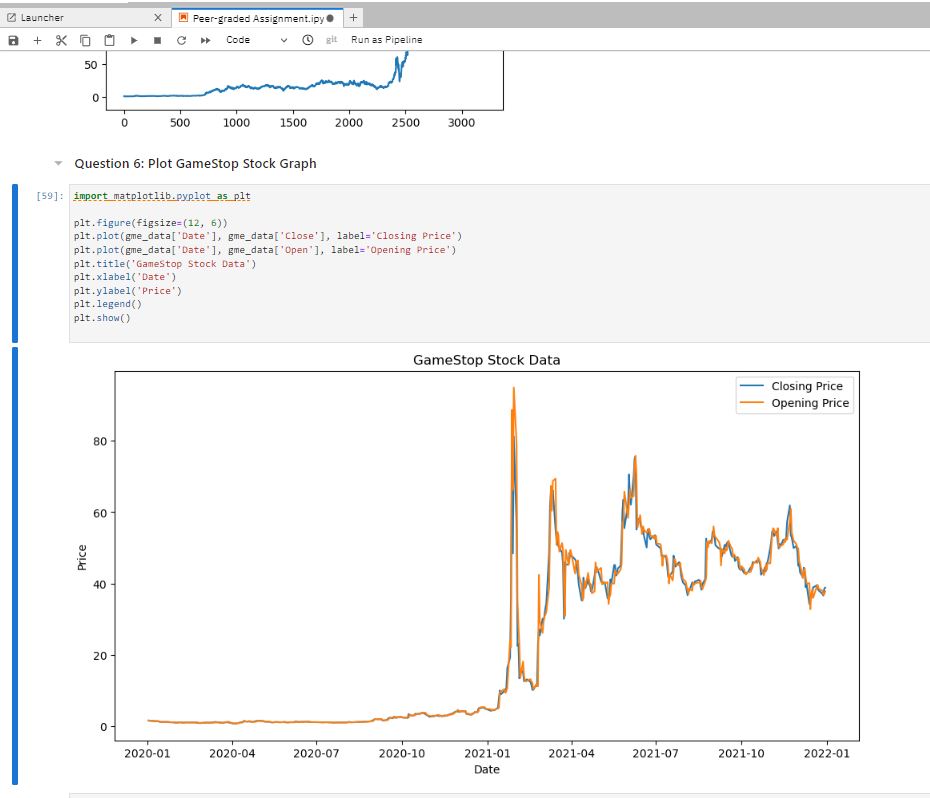 Launcher
Peer-graded Assignment.ipy
Code
git
Run as Pipeline
50
0
0 500 1000 1500 2000 2500 3000
Question 6: Plot GameStop Stock Graph
[59]:
import matplotlib.pyplot as plt
plt.figure(figsize=(12, 6))
plt.plot(gme_data['Date'], gme_data['Close'], label='Closing Price')
plt.plot(gme_data['Date'], gme_data['Open'], label='Opening Price')
plt.title('GameStop Stock Data')
plt.xlabel('Date')
plt.ylabel('Price')
plt.legend()
plt.show()
GameStop Stock Data
Closing Price
Opening Price
80
60
Price
40
20
0
2020-01 2020-04 2020-07 2020-10 2021-01 2021-04 2021-07 2021-10 2022-01
Date